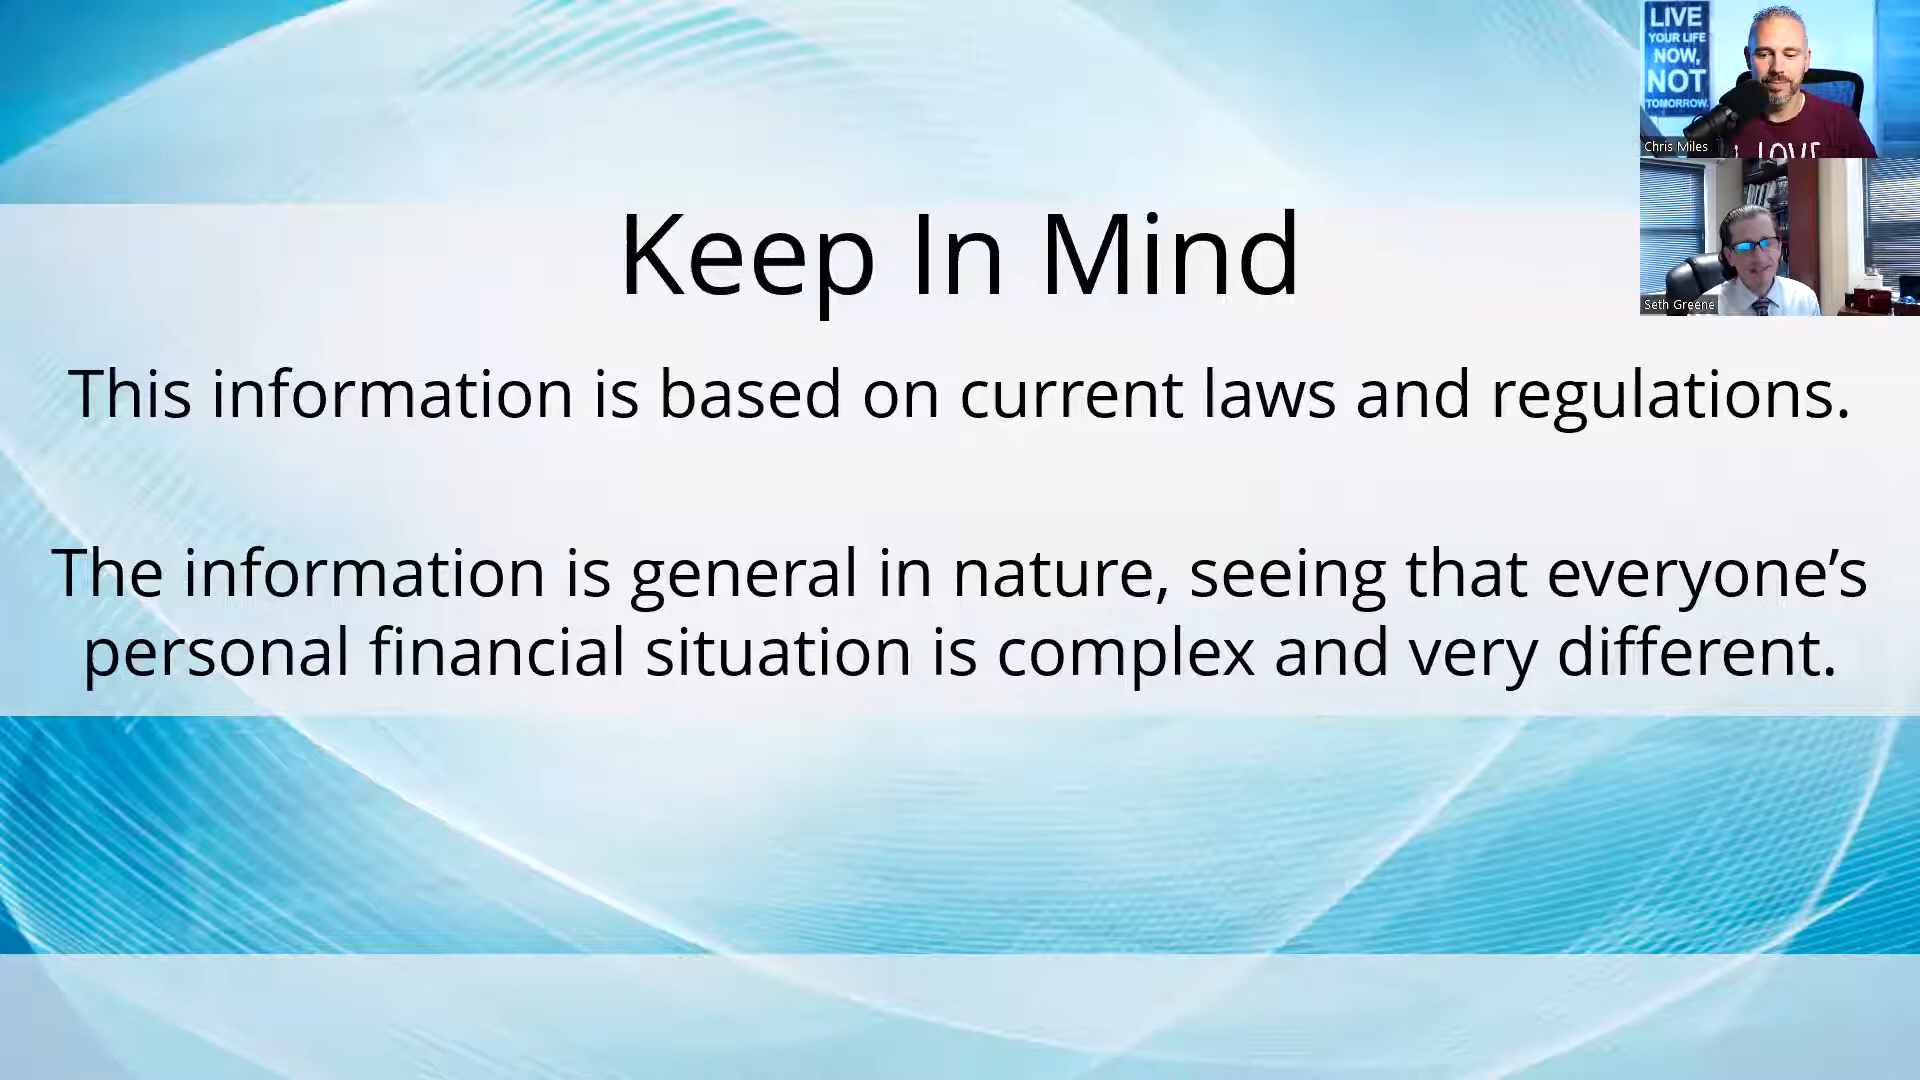 LIVE
YOUR LIFE
NOW,
NOT
TOMORROW.
Chris Miles
LOVE
Seth Greene
Keep In Mind
This information is based on current laws and regulations.
The information is general in nature, seeing that everyone’s
personal financial situation is complex and very different.